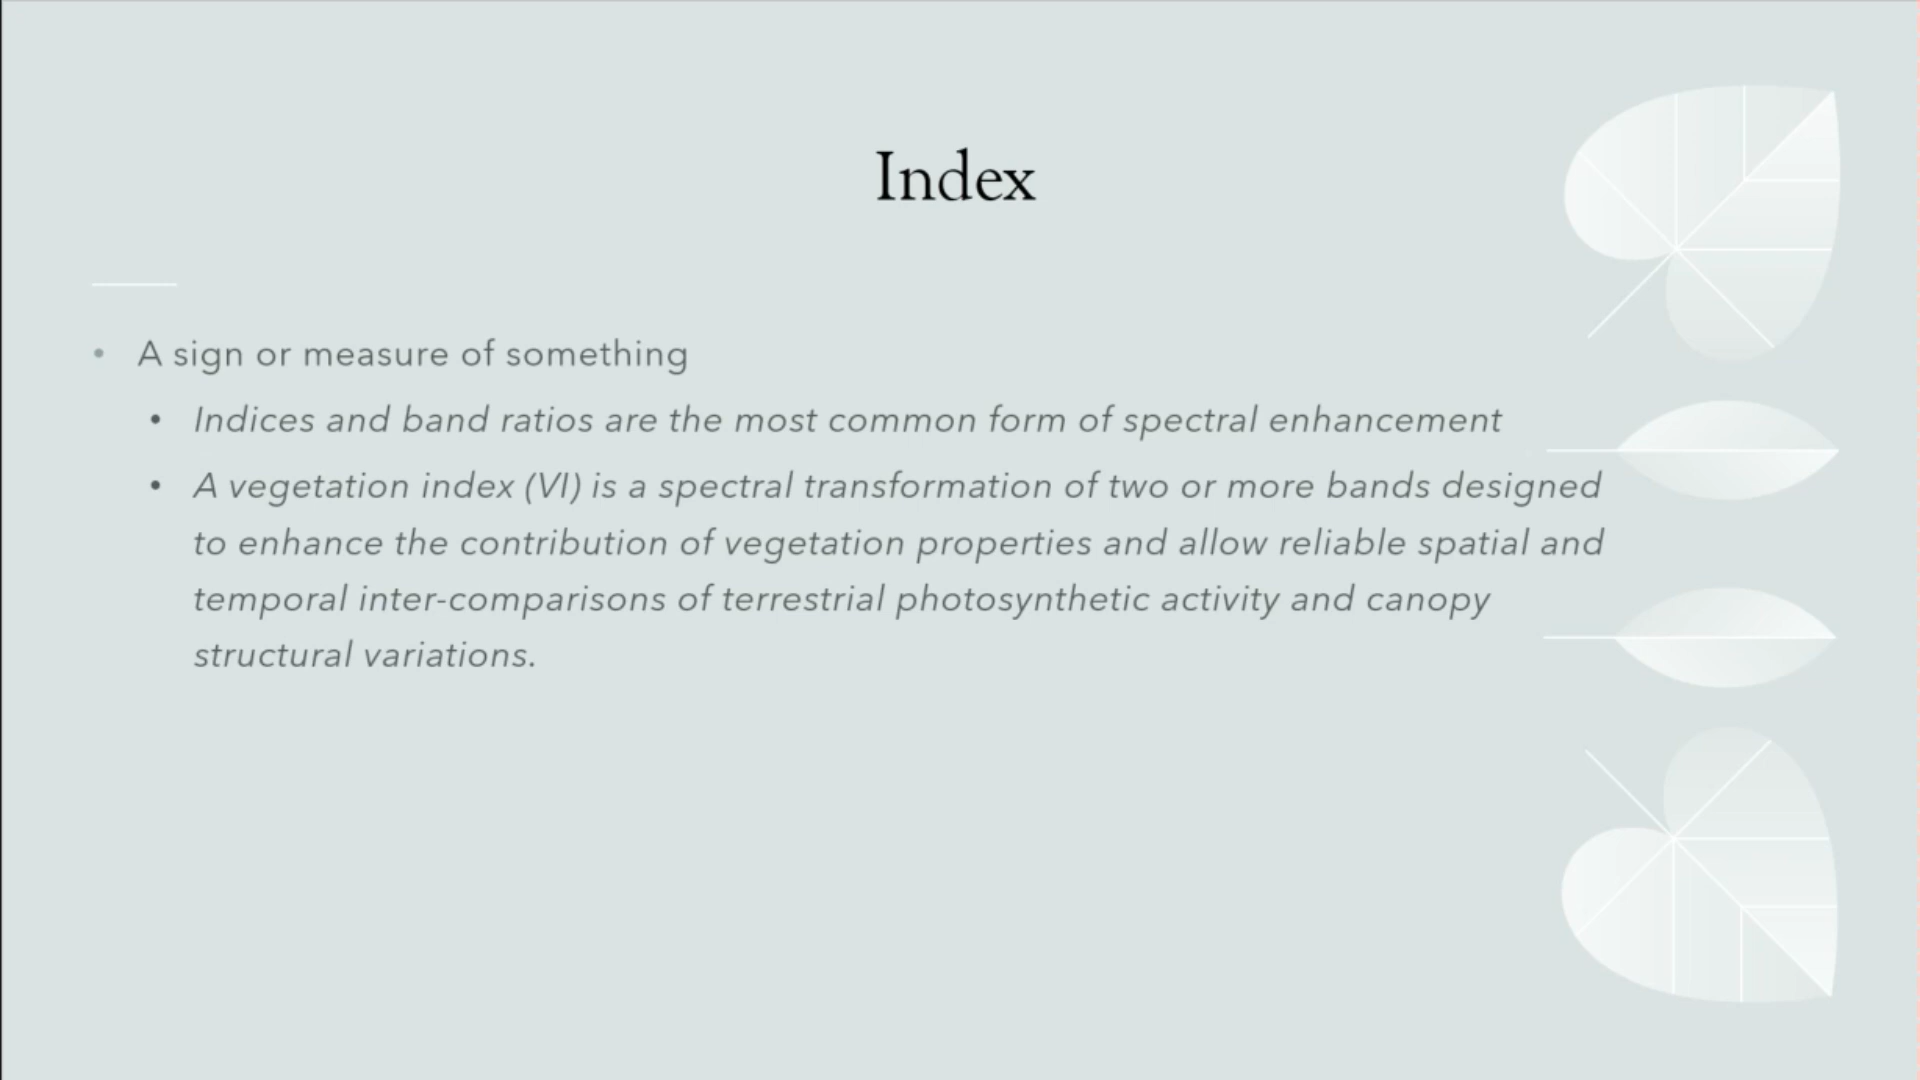 Index
• A sign or measure of something
• Indices and band ratios are the most common form of spectral enhancement
• A vegetation index (VI) is a spectral transformation of two or more bands designed
to enhance the contribution of vegetation properties and allow reliable spatial and
temporal inter-comparisons of terrestrial photosynthetic activity and canopy
structural variations.